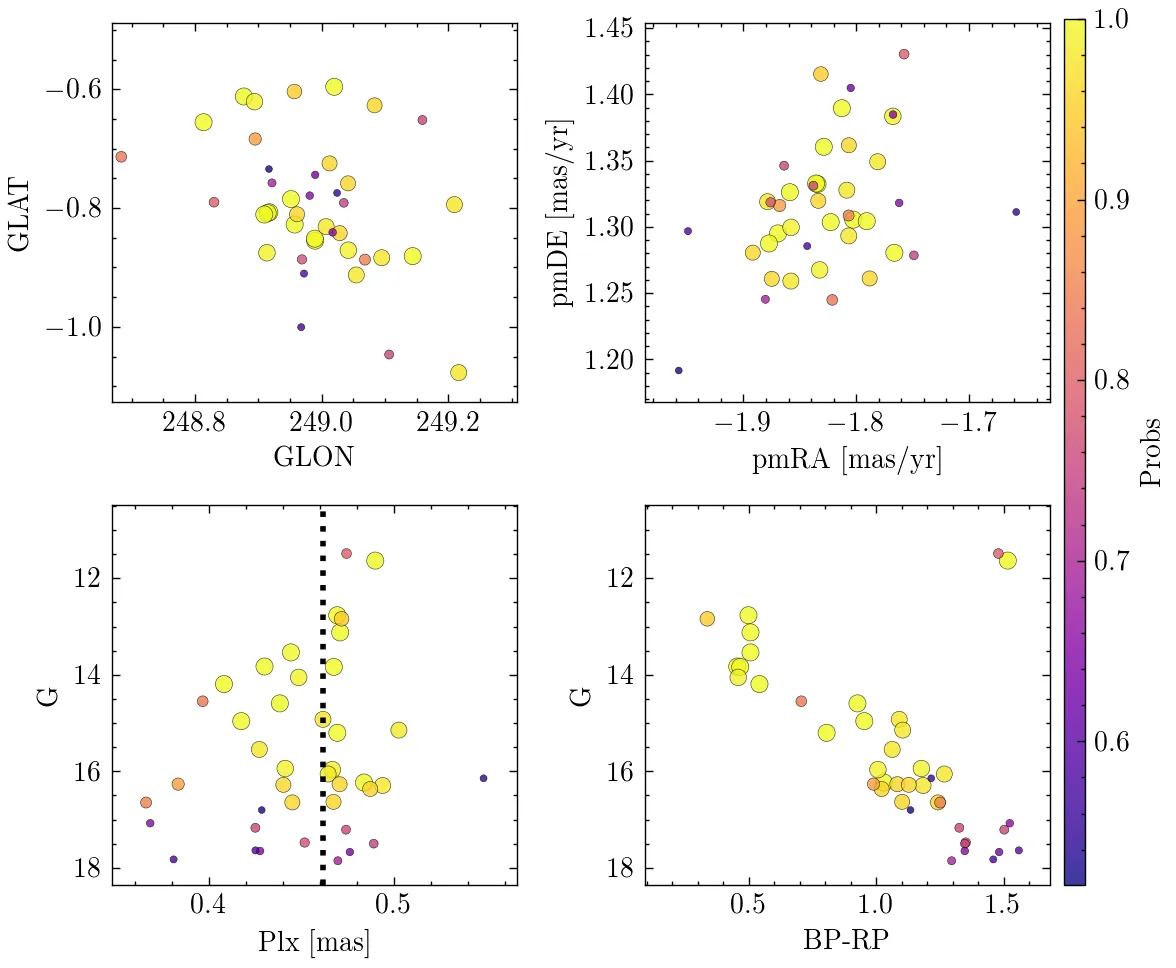 −0.6
−0.8
−1.0
GLAT
248.8 249.0 249.2
GLON
1.45
1.40
1.35
1.30
1.25
1.20
pmDE [mas/yr]
−1.9 −1.8 −1.7
pmRA [mas/yr]
12
14
16
18
G
0.4 0.5
Plx [mas]
12
14
16
18
G
0.5 1.0 1.5
BP-RP
1.0
0.9
0.8
0.7
0.6
Probs